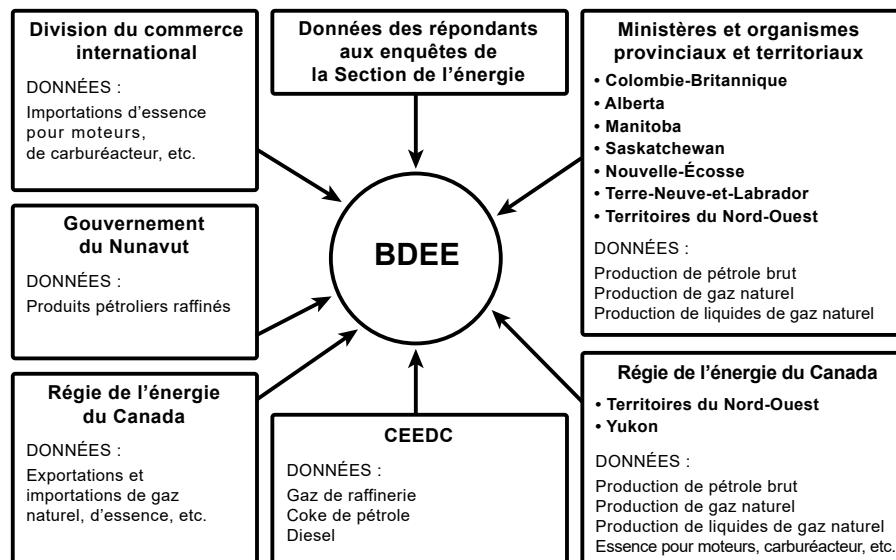 Division du commerce
international
DONNÉES :
Importations d'essence
pour moteurs,
de carburéacteur, etc.
Données des répondants
aux enquêtes de
la Section de l'énergie
Ministères et organismes
provinciaux et territoriaux
• Colombie-Britannique
• Alberta
• Manitoba
• Saskatchewan
• Nouvelle-Écosse
• Terre-Neuve-et-Labrador
• Territoires du Nord-Ouest
DONNÉES :
Production de pétrole brut
Production de gaz naturel
Production de liquides de gaz naturel
Gouvernement
du Nunavut
DONNÉES :
Produits pétroliers raffinés
BDEE
Régie de l'énergie
du Canada
DONNÉES :
Exportations et
importations de gaz
naturel, d'essence, etc.
CEEDC
DONNÉES :
Gaz de raffinerie
Coke de pétrole
Diesel
Régie de l'énergie du Canada
• Territoires du Nord-Ouest
• Yukon
DONNÉES :
Production de pétrole brut
Production de gaz naturel
Production de liquides de gaz naturel
Essence pour moteurs, carburéacteur, etc.